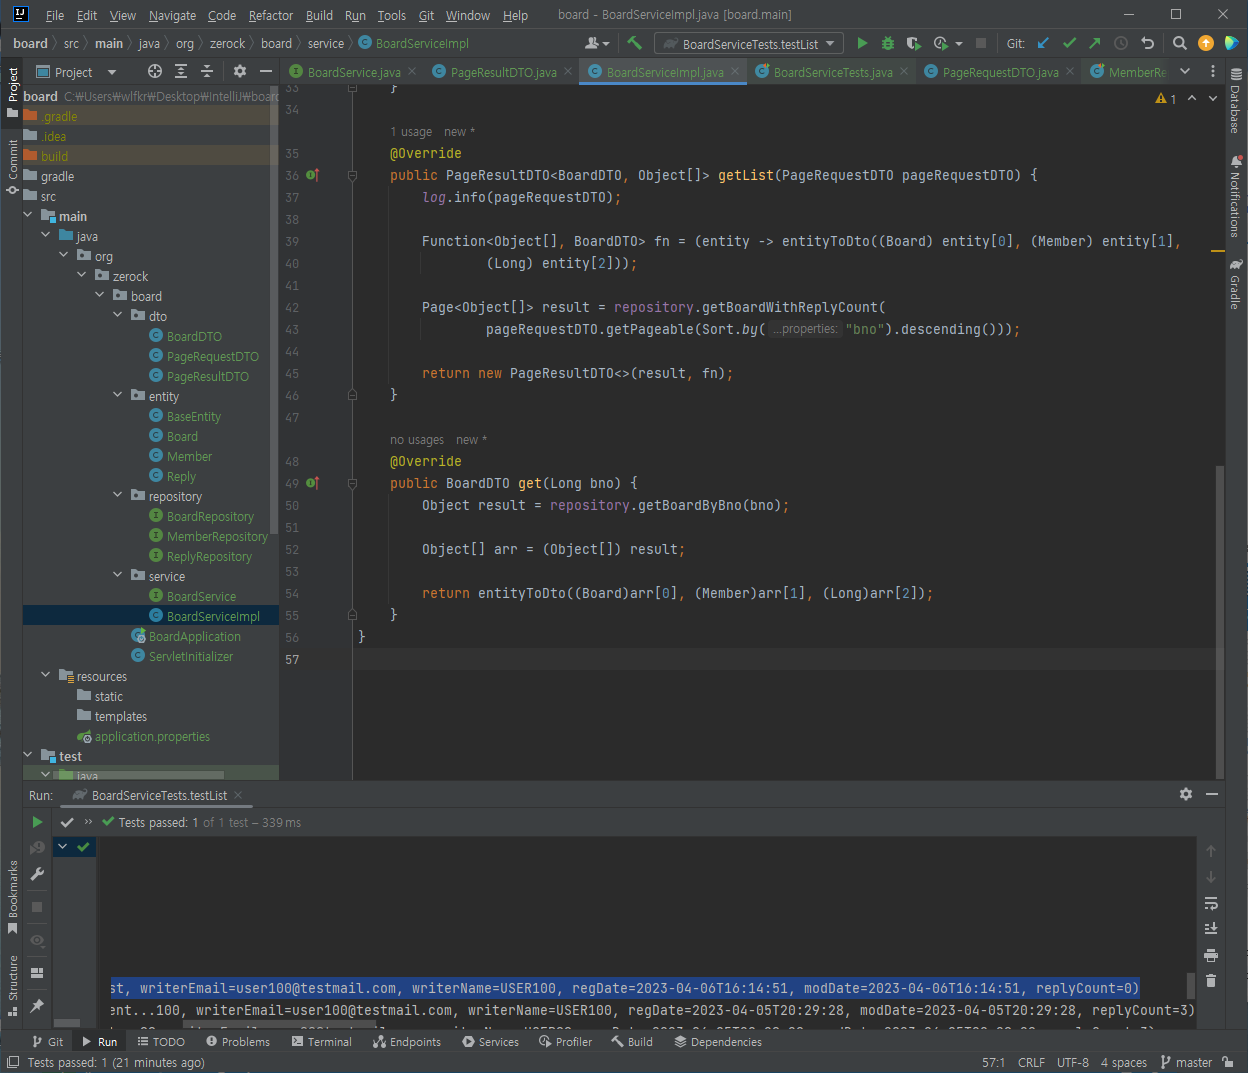 File Edit View Navigate Code Refactor Build Run Tools Git Window Help board - BoardServiceImpl.java [board.main]
board src main java org zerock board service BoardServiceImpl BoardServiceTests.testList Git:
Project BoardService.java PageResultDTO.java BoardServiceImpl.java BoardServiceTests.java PageRequestDTO.java MemberRe
Project
Commit
Bookmarks
Structure
Database
Notifications
Gradle
board C:₩Users₩wlfkr₩Desktop₩IntelliJ₩board
.gradle
.idea
build
gradle
src
main
java
org
zerock
board
dto
BoardDTO
PageRequestDTO
PageResultDTO
entity
BaseEntity
Board
Member
Reply
repository
BoardRepository
MemberRepository
ReplyRepository
service
BoardService
BoardServiceImpl
BoardApplication
ServletInitializer
resources
static
templates
application.properties
test
java
33 }
34
1 usage new *
35 @Override
36 public PageResultDTO<BoardDTO, Object[]> getList(PageRequestDTO pageRequestDTO) {
37 log.info(pageRequestDTO);
38
39 Function<Object[], BoardDTO> fn = (entity -> entityToDto((Board) entity[0], (Member) entity[1],
40 (Long) entity[2]));
41
42 Page<Object[]> result = repository.getBoardWithReplyCount(
43 pageRequestDTO.getPageable(Sort.by( ...properties: "bno").descending()));
44
45 return new PageResultDTO<>(result, fn);
46 }
47
no usages new *
48 @Override
49 public BoardDTO get(Long bno) {
50 Object result = repository.getBoardByBno(bno);
51
52 Object[] arr = (Object[]) result;
53
54 return entityToDto((Board)arr[0], (Member)arr[1], (Long)arr[2]);
55 }
56 }
57
1
Run: BoardServiceTests.testList
Tests passed: 1 of 1 test – 339 ms
st, writerEmail=user100@testmail.com, writerName=USER100, regDate=2023-04-06T16:14:51, modDate=2023-04-06T16:14:51, replyCount=0)
ent...100, writerEmail=user100@testmail.com, writerName=USER100, regDate=2023-04-05T20:29:28, modDate=2023-04-05T20:29:28, replyCount=3)
Git Run TODO Problems Terminal Endpoints Services Profiler Build Dependencies
Tests passed: 1 (21 minutes ago) 57:1 CRLF UTF-8 4 spaces master